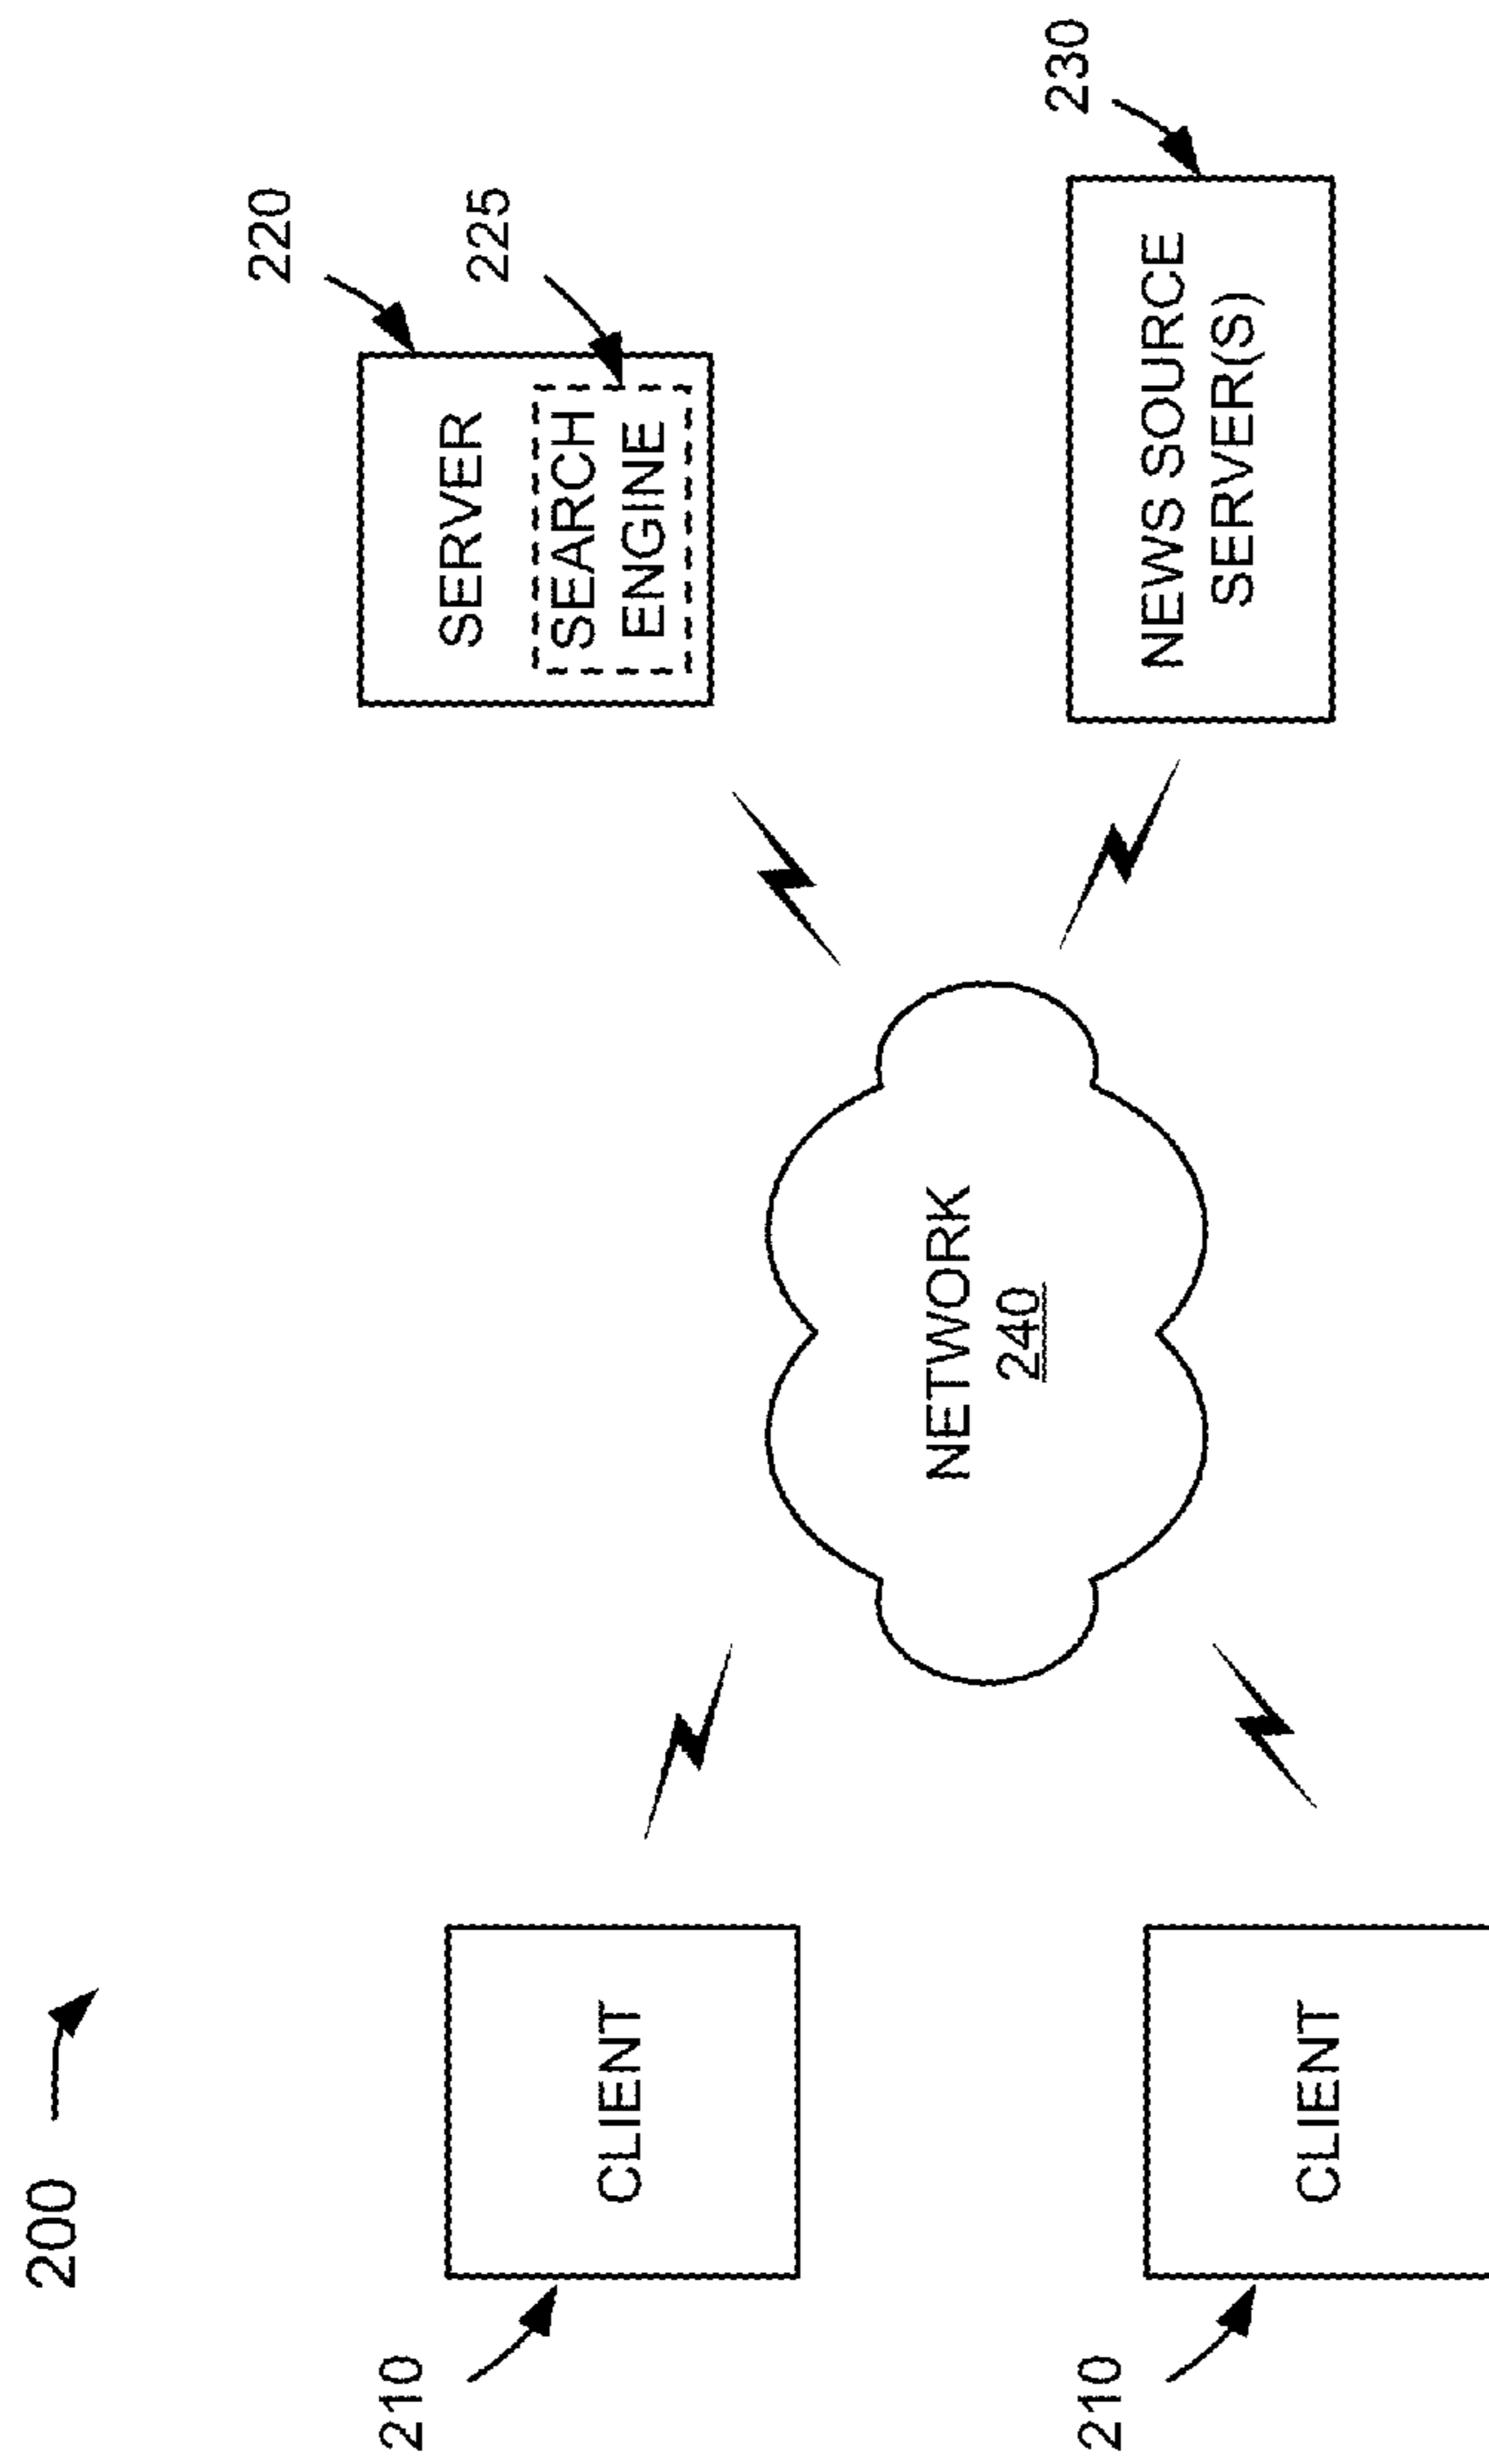 200
210
CLIENT
210
CLIENT
NETWORK
240
220
SERVER
225
SEARCH
ENGINE
230
NEWS SOURCE
SERVER(S)